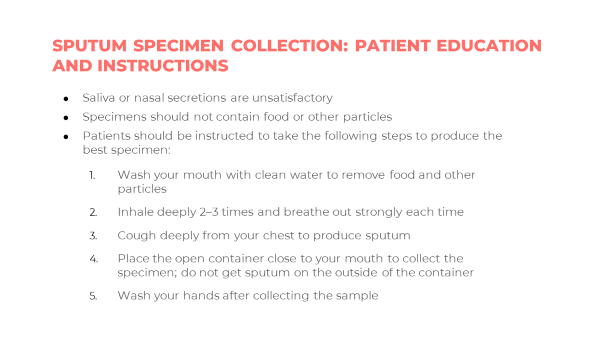 SPUTUM SPECIMEN COLLECTION: PATIENT EDUCATION
AND INSTRUCTIONS
● Saliva or nasal secretions are unsatisfactory
● Specimens should not contain food or other particles
● Patients should be instructed to take the following steps to produce the
best specimen:
1. Wash your mouth with clean water to remove food and other
particles
2. Inhale deeply 2–3 times and breathe out strongly each time
3. Cough deeply from your chest to produce sputum
4. Place the open container close to your mouth to collect the
specimen; do not get sputum on the outside of the container
5. Wash your hands after collecting the sample